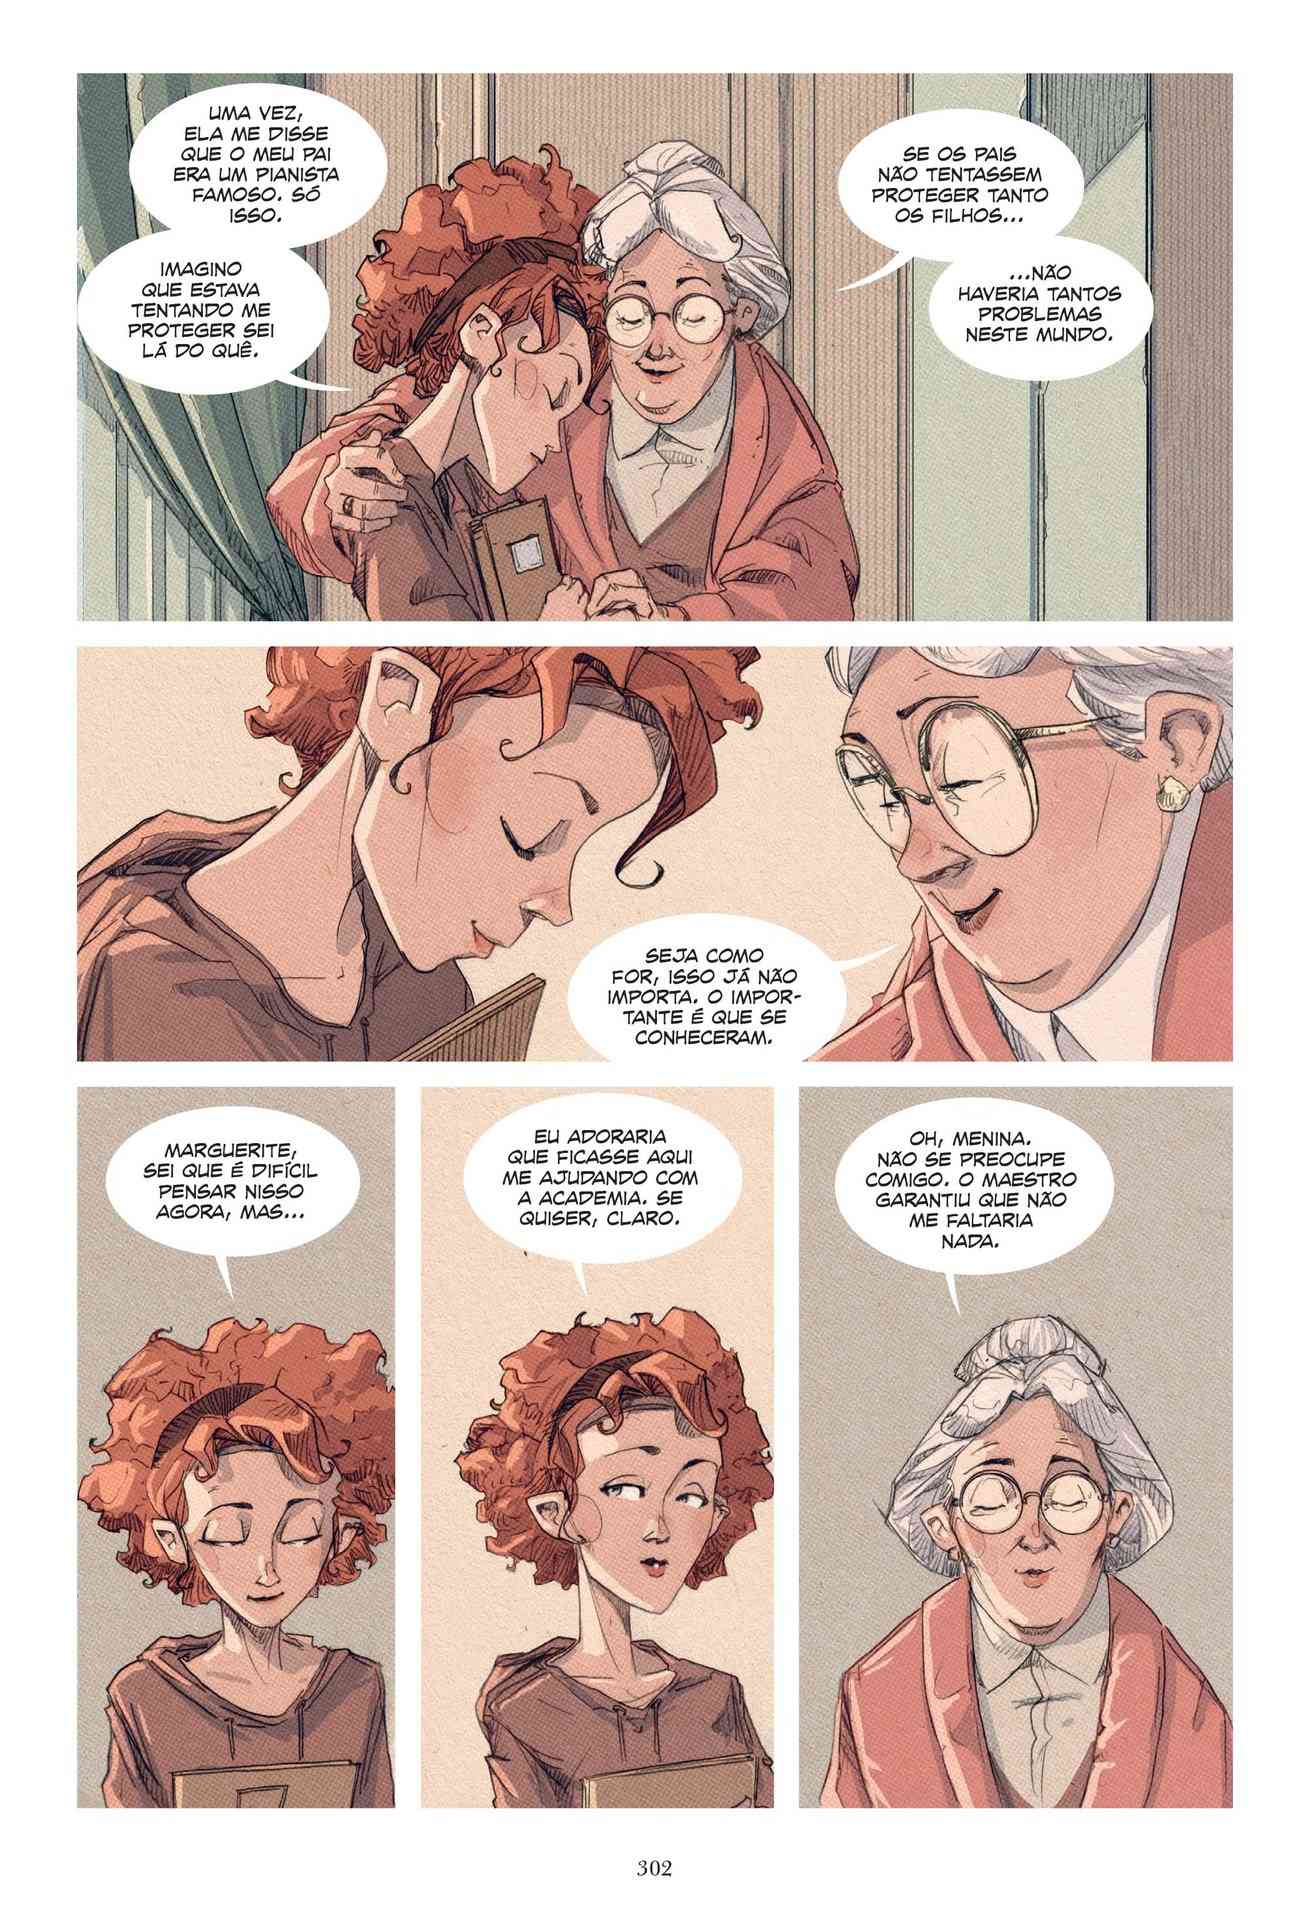 UMA VEZ,
ELA ME DISSE
QUE O MEU PAI
ERA UM PIANISTA
FAMOSO. SÓ
ISSO.
IMAGINO
QUE ESTAVA
TENTANDO ME
PROTEGER SEI
LÁ DO QUÊ.
SE OS PAIS
NÃO TENTASSEM
PROTEGER TANTO
OS FILHOS...
...NÃO
HAVERIA TANTOS
PROBLEMAS
NESTE MUNDO.
SEJA COMO
FOR, ISSO JÁ NÃO
IMPORTA. O IMPOR-
TANTE É QUE SE
CONHECERAM.
MARGUERITE,
SEI QUE É DIFÍCIL
PENSAR NISSO
AGORA, MAS...
EU ADORARIA
QUE FICASSE AQUI
ME AJUDANDO COM
A ACADEMIA. SE
QUISER, CLARO.
OH, MENINA.
NÃO SE PREOCUPE
COMIGO. O MAESTRO
GARANTIU QUE NÃO
ME FALTARIA
NADA.
302